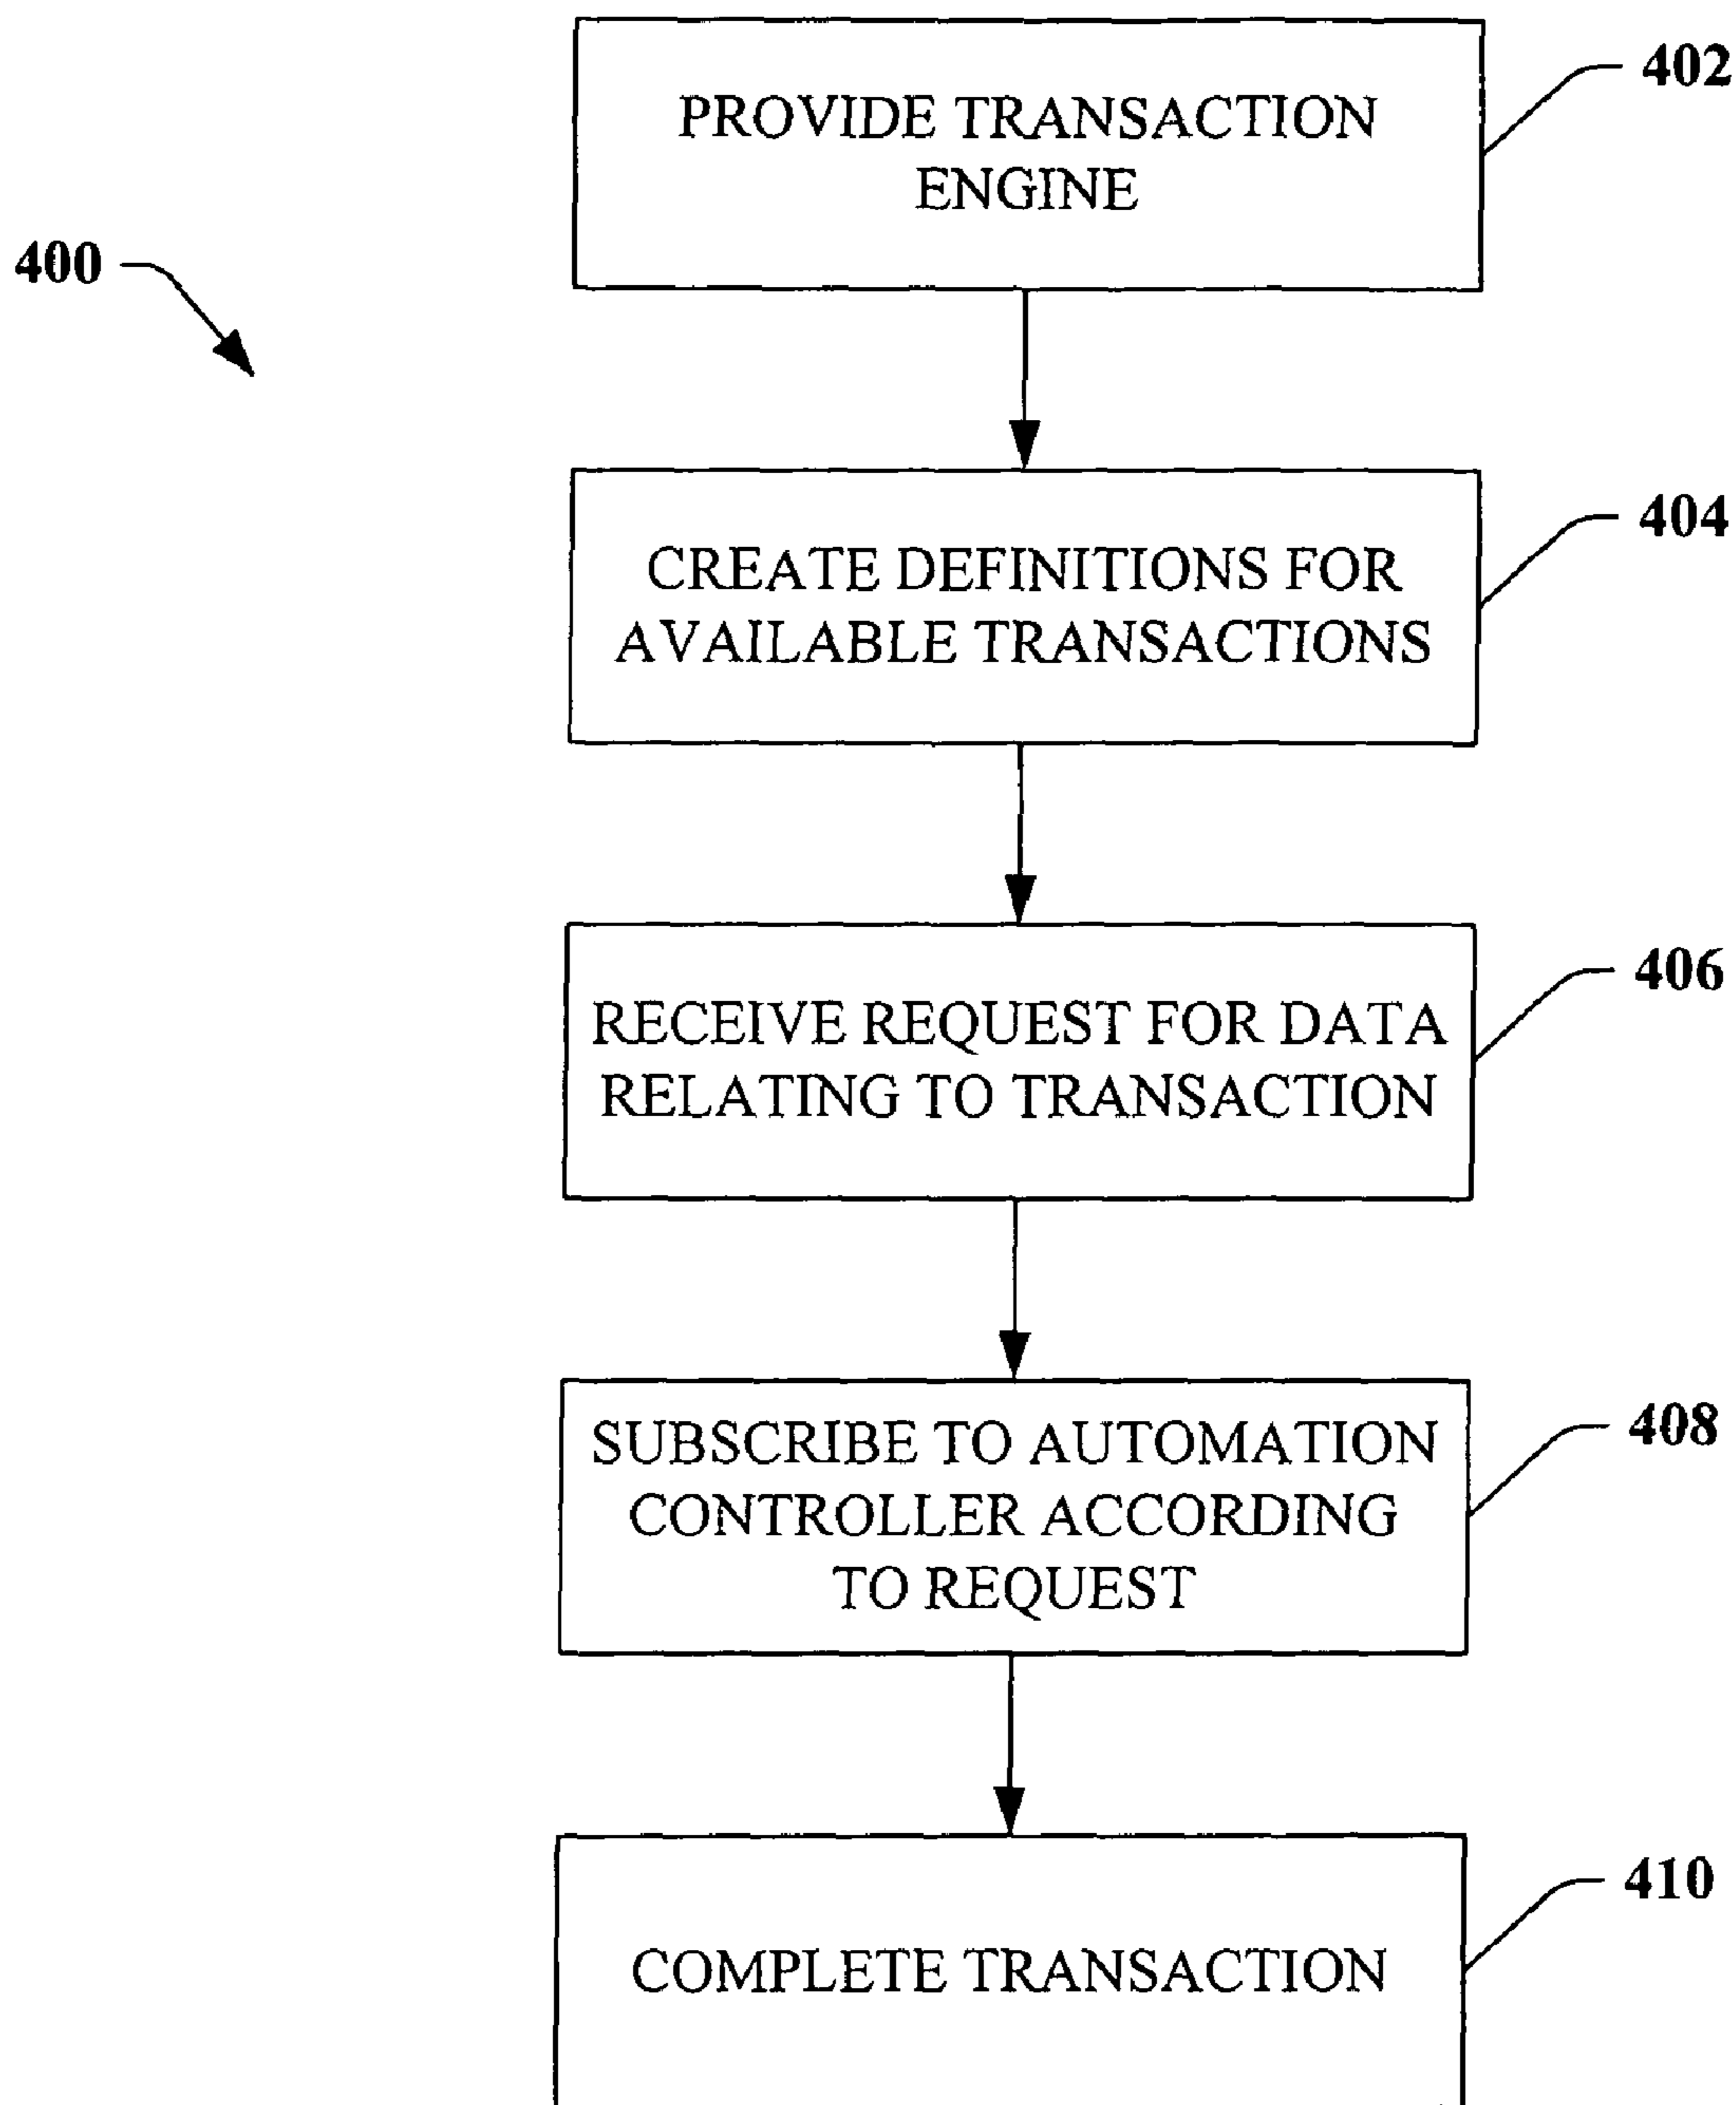 PROVIDE TRANSACTION
ENGINE
402
400
CREATE DEFINITIONS FOR
AVAILABLE TRANSACTIONS
404
RECEIVE REQUEST FOR DATA
RELATING TO TRANSACTION
406
SUBSCRIBE TO AUTOMATION
CONTROLLER ACCORDING
TO REQUEST
408
COMPLETE TRANSACTION
410